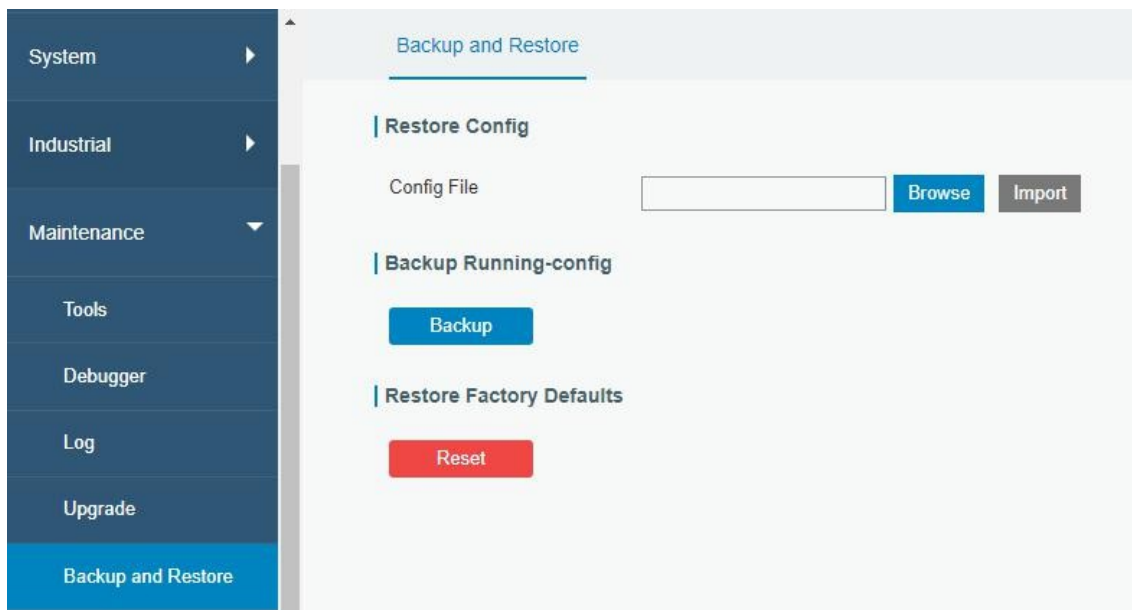 System
Industrial
Maintenance
Tools
Debugger
Log
Upgrade
Backup and Restore
Backup and Restore
Restore Config
Config File
Browse
Import
Backup Running-config
Backup
Restore Factory Defaults
Reset